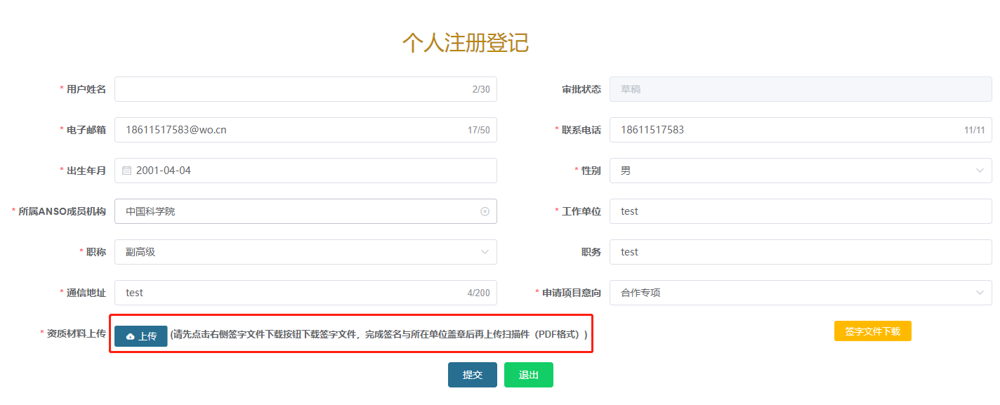 个人注册登记
* 用户姓名 2/30 审批状态 草稿
* 电子邮箱 18611517583@wo.cn 17/50 * 联系电话 18611517583 11/11
* 出生年月 2001-04-04 * 性别 男
* 所属ANSO成员机构 中国科学院 * 工作单位 test
* 职称 副高级 职务 test
* 通信地址 test 4/200 * 申请项目意向 合作专项
* 资质材料上传 上传 (请先点击右侧签字文件下载按钮下载签字文件，完成签名与所在单位盖章后再上传扫描件（PDF格式）) 签字文件下载
提交 退出